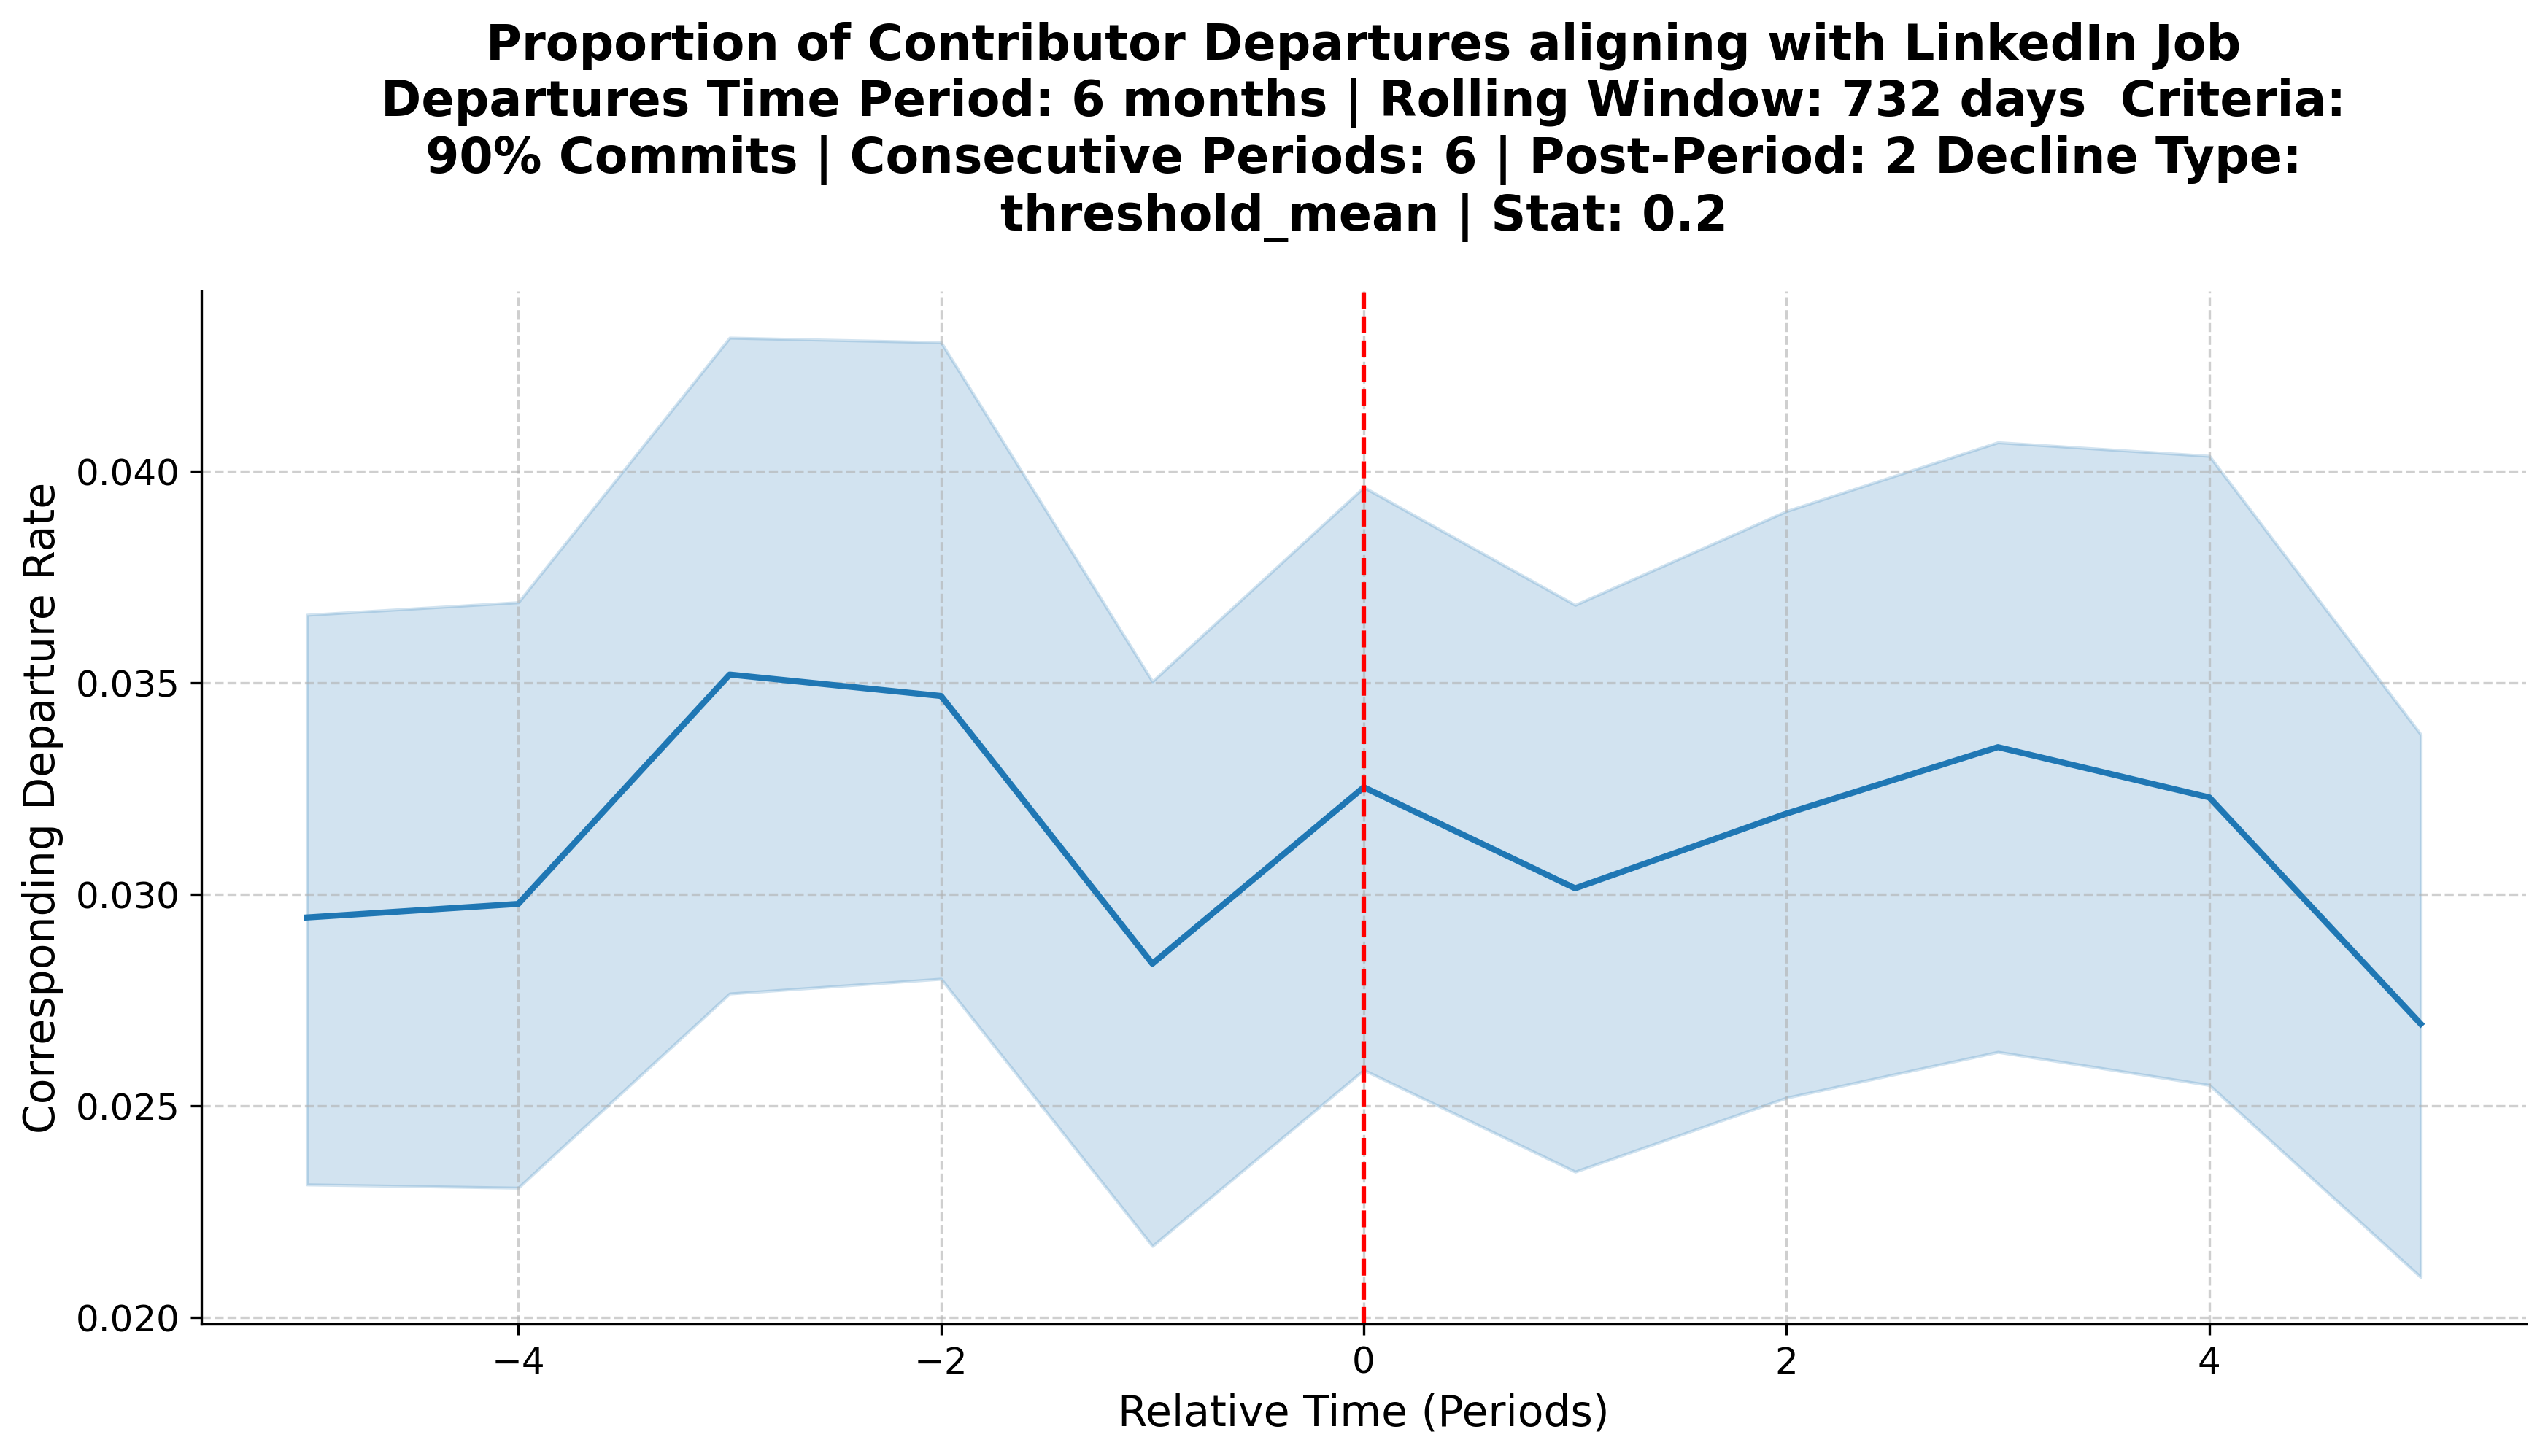 Proportion of Contributor Departures aligning with LinkedIn Job
Departures Time Period: 6 months | Rolling Window: 732 days  Criteria:
90% Commits | Consecutive Periods: 6 | Post-Period: 2 Decline Type:
threshold_mean | Stat: 0.2
Corresponding Departure Rate
0.040
0.035
0.030
0.025
0.020
−4
−2
0
2
4
Relative Time (Periods)